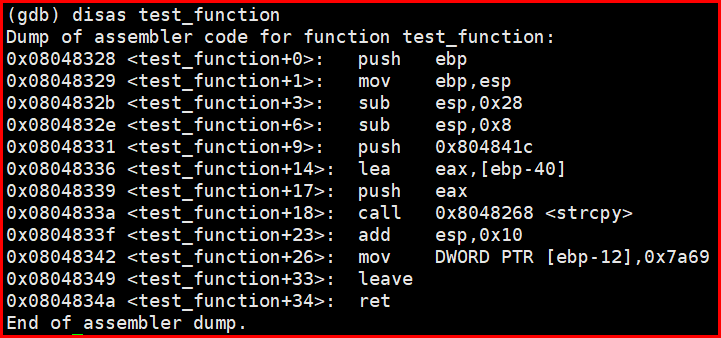 (gdb) disas test_function
Dump of assembler code for function test_function:
0x08048328 <test_function+0>:   push   ebp
0x08048329 <test_function+1>:   mov    ebp,esp
0x0804832b <test_function+3>:   sub    esp,0x28
0x0804832e <test_function+6>:   sub    esp,0x8
0x08048331 <test_function+9>:   push   0x804841c
0x08048336 <test_function+14>:  lea    eax,[ebp-40]
0x08048339 <test_function+17>:  push   eax
0x0804833a <test_function+18>:  call   0x8048268 <strcpy>
0x0804833f <test_function+23>:  add    esp,0x10
0x08048342 <test_function+26>:  mov    DWORD PTR [ebp-12],0x7a69
0x08048349 <test_function+33>:  leave
0x0804834a <test_function+34>:  ret
End of assembler dump.